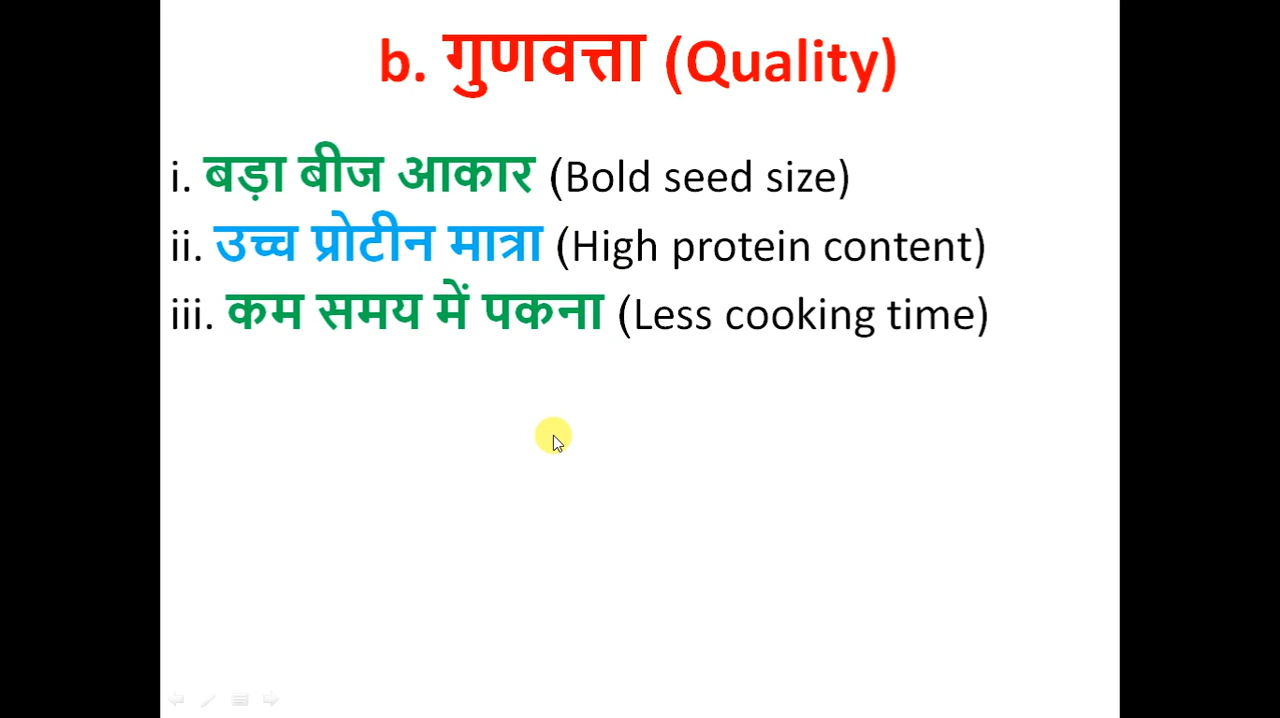 b. गुणवत्ता (Quality)
i. बड़ा बीज आकार (Bold seed size)
ii. उच्च प्रोटीन मात्रा (High protein content)
iii. कम समय में पकना (Less cooking time)